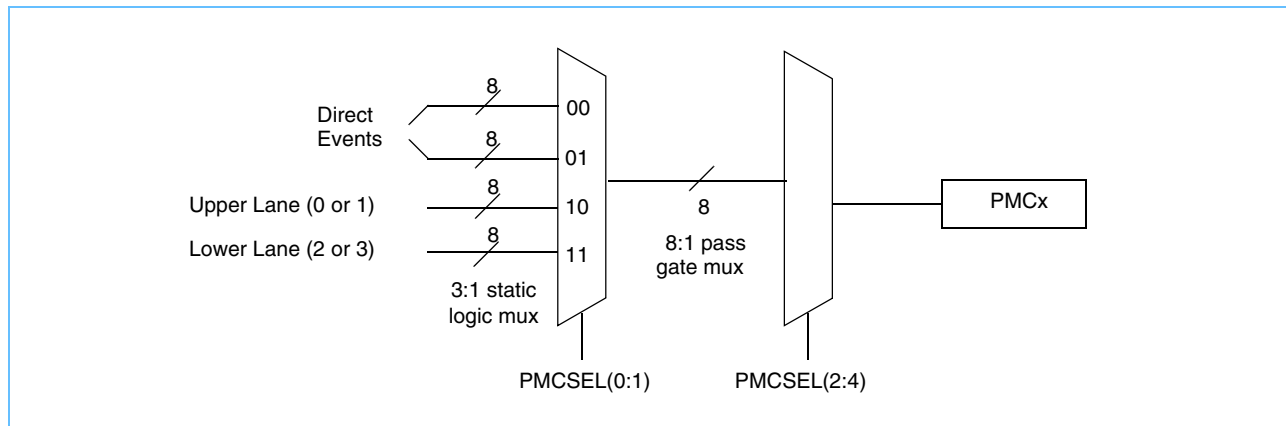 8
Direct
Events
00
8
01
8
Upper Lane (0 or 1)
10
8
Lower Lane (2 or 3)
11
3:1 static
logic mux
PMCSEL(0:1)
8
8:1 pass
gate mux
PMCSEL(2:4)
PMCx